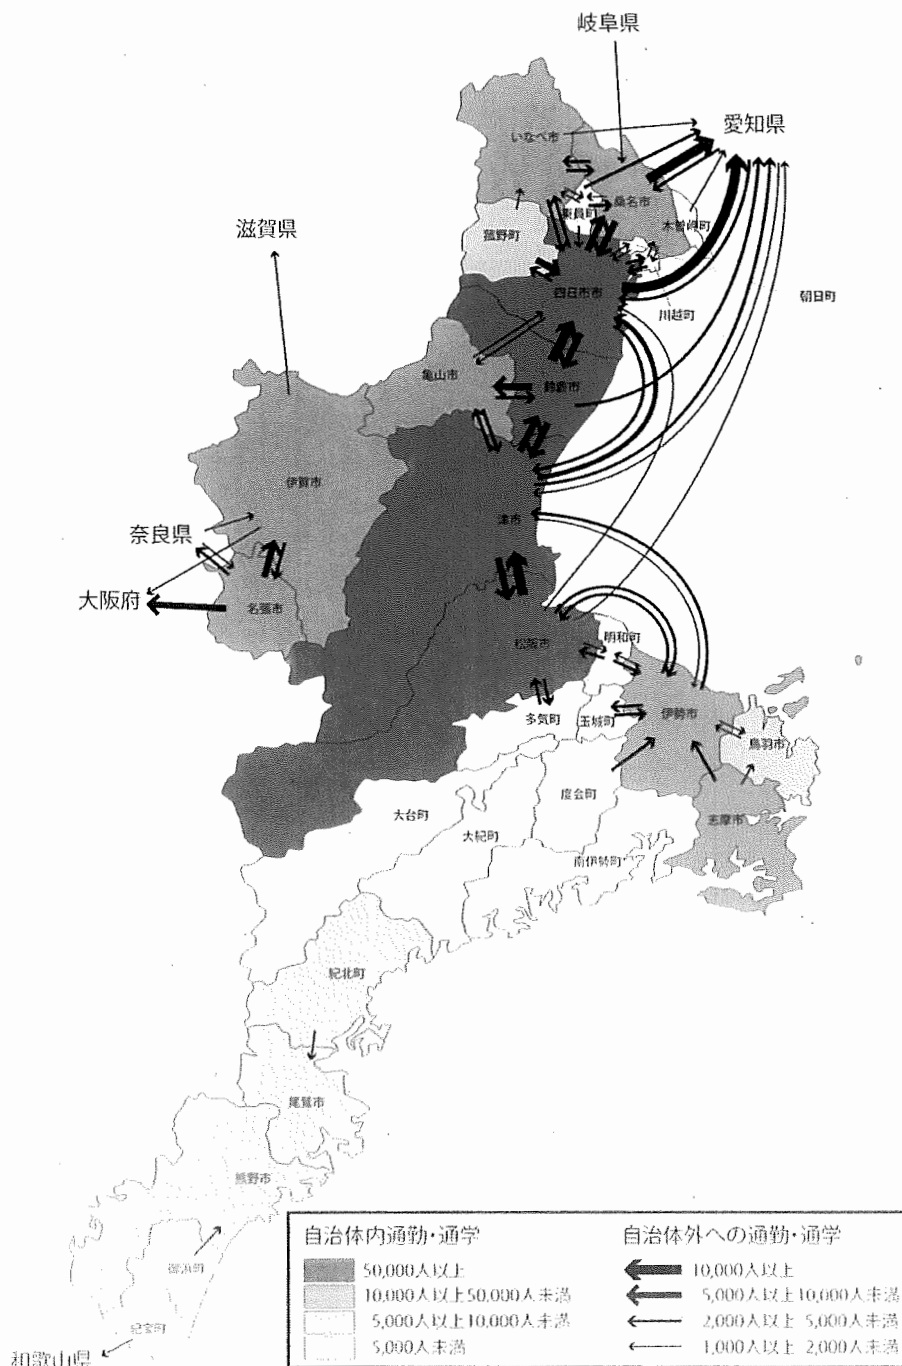 岐阜県
愛知県
いなべ市
桑名市
東員町
木曽岬町
滋賀県
菰野町
四日市市
朝日町
川越町
亀山市
鈴鹿市
伊賀市
津市
奈良県
大阪府
名張市
明和町
松阪市
多気町
玉城町
伊勢市
鳥羽市
度会町
大台町
志摩市
大紀町
南伊勢町
紀北町
尾鷲市
熊野市
御浜町
紀宝町
和歌山県
自治体内通勤・通学
50,000人以上
10,000人以上50,000人未満
5,000人以上10,000人未満
5,000人未満
自治体外への通勤・通学
10,000人以上
5,000人以上10,000人未満
2,000人以上 5,000人未満
1,000人以上 2,000人未満